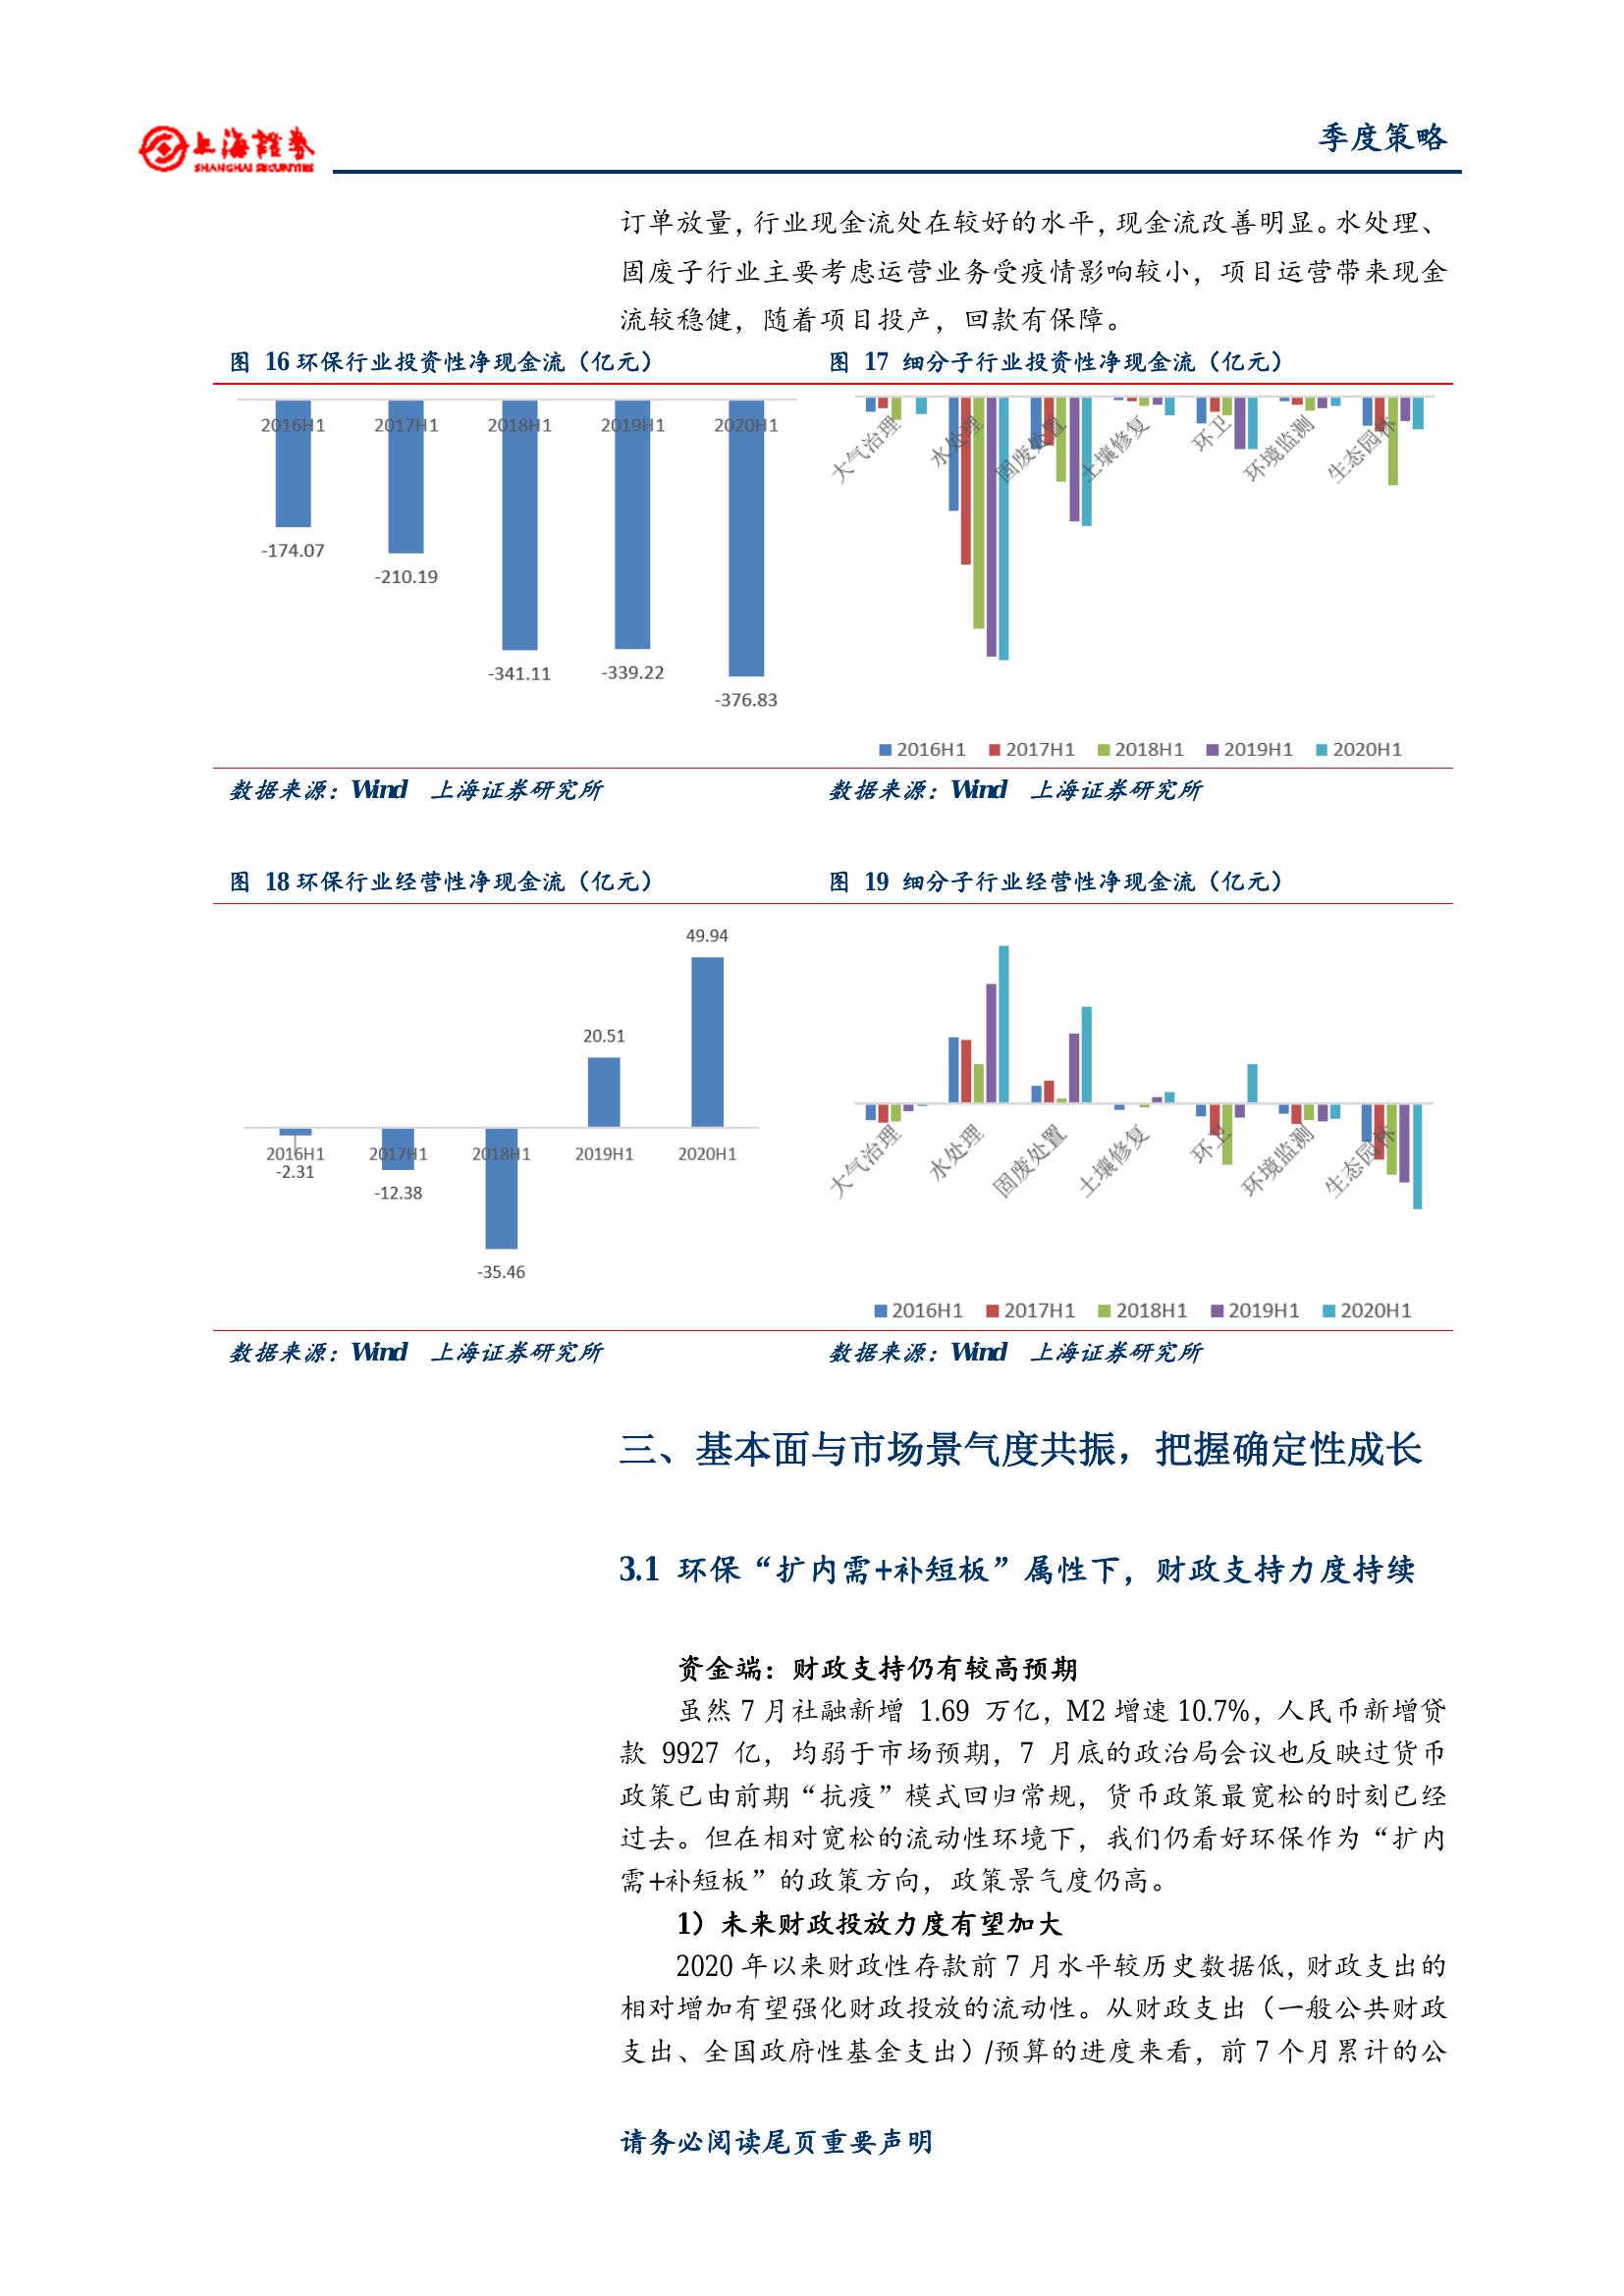 上海證券
SHANGHAI SECURITIES
季度策略
订单放量，行业现金流处在较好的水平，现金流改善明显。水处理、
固废子行业主要考虑运营业务受疫情影响较小，项目运营带来现金
流较稳健，随着项目投产，回款有保障。
图 16 环保行业投资性净现金流（亿元）
图 17 细分子行业投资性净现金流（亿元）
2016H1 2017H1 2018H1 2019H1 2020H1
-174.07
-210.19
-341.11
-339.22
-376.83
大气治理 水处理 固废处置 土壤修复 环卫 环境监测 生态园林
2016H1 2017H1 2018H1 2019H1 2020H1
数据来源：Wind 上海证券研究所
数据来源：Wind 上海证券研究所
图 18 环保行业经营性净现金流（亿元）
图 19 细分子行业经营性净现金流（亿元）
49.94
20.51
2016H1 2017H1 2018H1 2019H1 2020H1
-2.31
-12.38
-35.46
大气治理 水处理 固废处置 土壤修复 环卫 环境监测 生态园林
2016H1 2017H1 2018H1 2019H1 2020H1
数据来源：Wind 上海证券研究所
数据来源：Wind 上海证券研究所
三、基本面与市场景气度共振，把握确定性成长
3.1 环保“扩内需+补短板”属性下，财政支持力度持续
资金端：财政支持仍有较高预期
虽然 7 月社融新增 1.69 万亿，M2 增速 10.7%，人民币新增贷
款 9927 亿，均弱于市场预期，7 月底的政治局会议也反映过货币
政策已由前期“抗疫”模式回归常规，货币政策最宽松的时刻已经
过去。但在相对宽松的流动性环境下，我们仍看好环保作为“扩内
需+补短板”的政策方向，政策景气度仍高。
1）未来财政投放力度有望加大
2020 年以来财政性存款前 7 月水平较历史数据低，财政支出的
相对增加有望强化财政投放的流动性。从财政支出（一般公共财政
支出、全国政府性基金支出）/预算的进度来看，前 7 个月累计的公
请务必阅读尾页重要声明